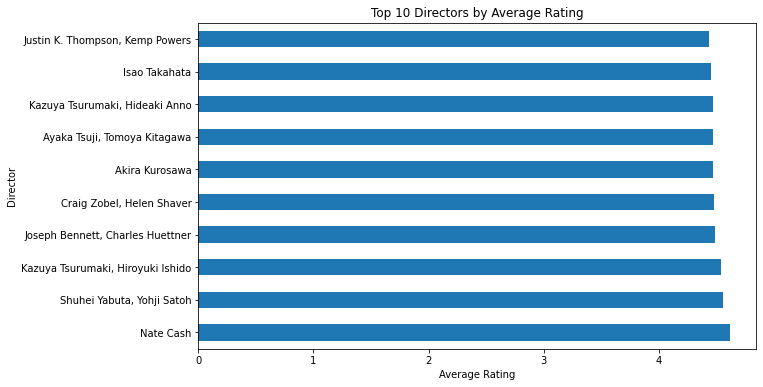 Top 10 Directors by Average Rating
Director
Justin K. Thompson, Kemp Powers
Isao Takahata
Kazuya Tsurumaki, Hideaki Anno
Ayaka Tsuji, Tomoya Kitagawa
Akira Kurosawa
Craig Zobel, Helen Shaver
Joseph Bennett, Charles Huettner
Kazuya Tsurumaki, Hiroyuki Ishido
Shuhei Yabuta, Yohji Satoh
Nate Cash
0 1 2 3 4
Average Rating